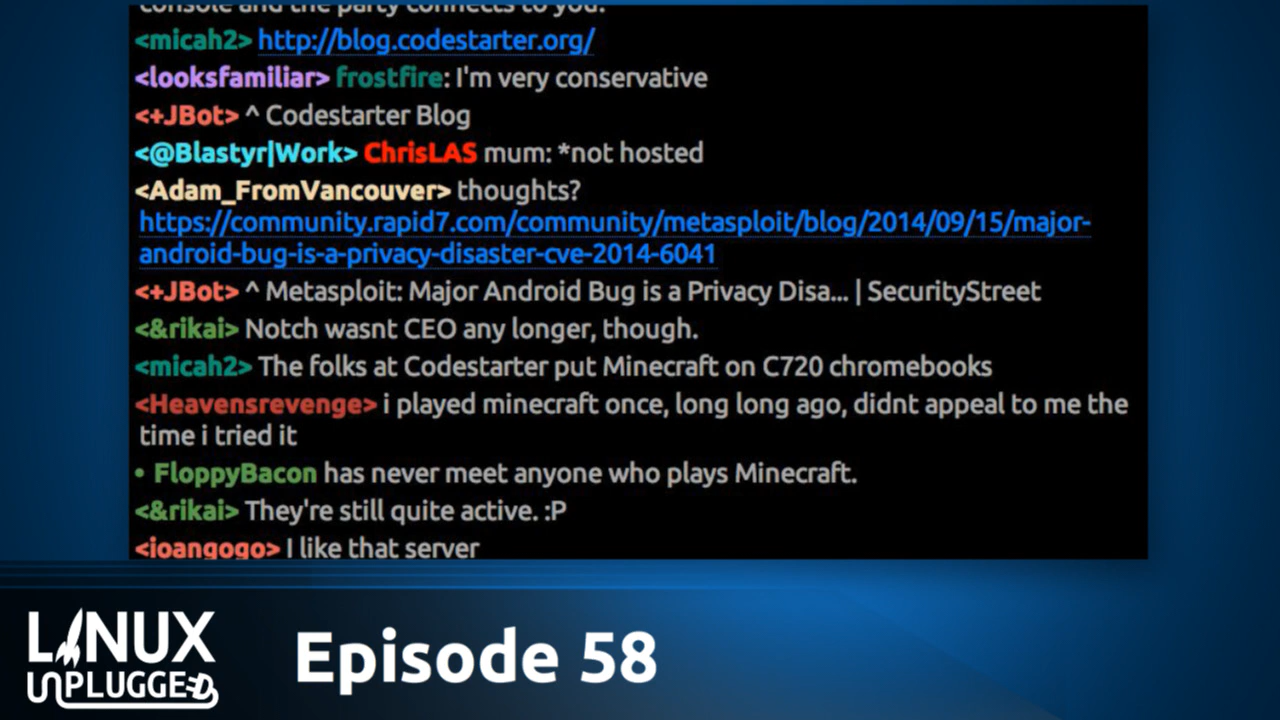 console and the party connects to you.
<micah2> http://blog.codestarter.org/
<looksfamiliar> frostfire: I'm very conservative
<+JBot> ^ Codestarter Blog
<@Blastyr|Work> ChrisLAS mum: *not hosted
<Adam_FromVancouver> thoughts?
https://community.rapid7.com/community/metasploit/blog/2014/09/15/major-
android-bug-is-a-privacy-disaster-cve-2014-6041
<+JBot> ^ Metasploit: Major Android Bug is a Privacy Disa... | SecurityStreet
<&rikai> Notch wasnt CEO any longer, though.
<micah2> The folks at Codestarter put Minecraft on C720 chromebooks
<Heavensrevenge> i played minecraft once, long long ago, didnt appeal to me the
time i tried it
• FloppyBacon has never meet anyone who plays Minecraft.
<&rikai> They're still quite active. :P
<ioangogo> I like that server
LINUX
UNPLUGGED
Episode 58